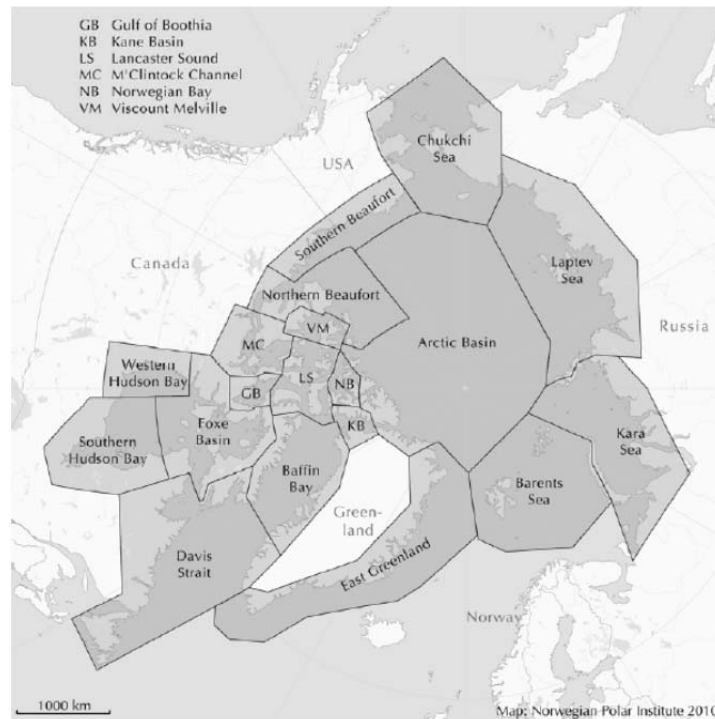 GB Gulf of Boothia
KB Kane Basin
LS Lancaster Sound
MC M'Clintock Channel
NB Norwegian Bay
VM Viscount Melville
Chukchi
Sea
USA
Southern Beaufort
Canada
Laptev
Sea
Northern Beaufort
VM
Russia
MC
Arctic Basin
Western
Hudson Bay
LS
NB
GB
Foxe
Basin
KB
Southern
Hudson Bay
Kara
Sea
Baffin
Bay
Barents
Sea
Green-
land
Davis
Strait
East Greenland
Norway
1000 km
Map: Norwegian Polar Institute 2010